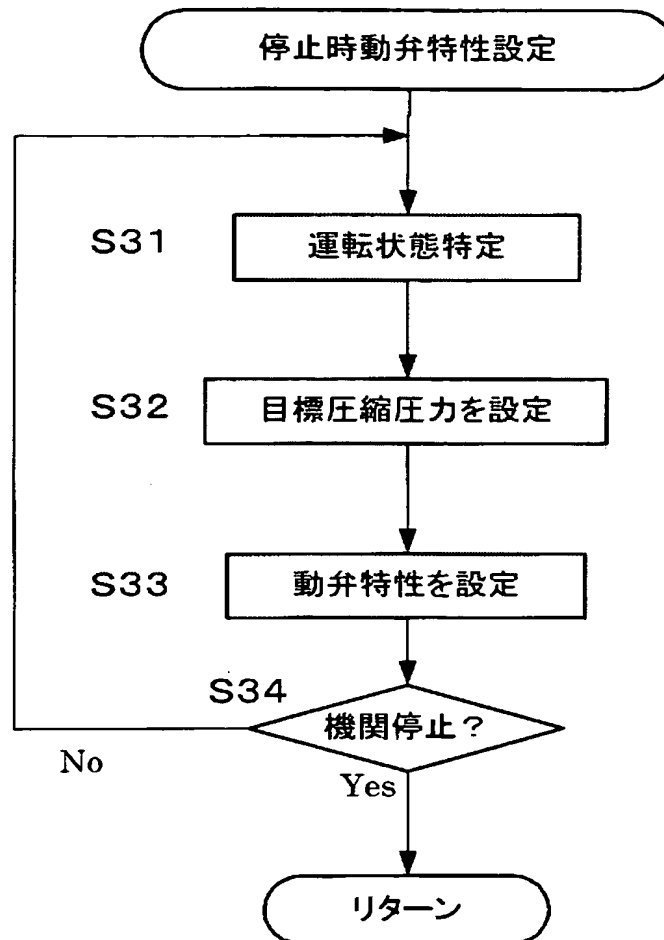 停止時動弁特性設定
S31
運転状態特定
S32
目標圧縮圧力を設定
S33
動弁特性を設定
S34
機関停止？
No
Yes
リターン